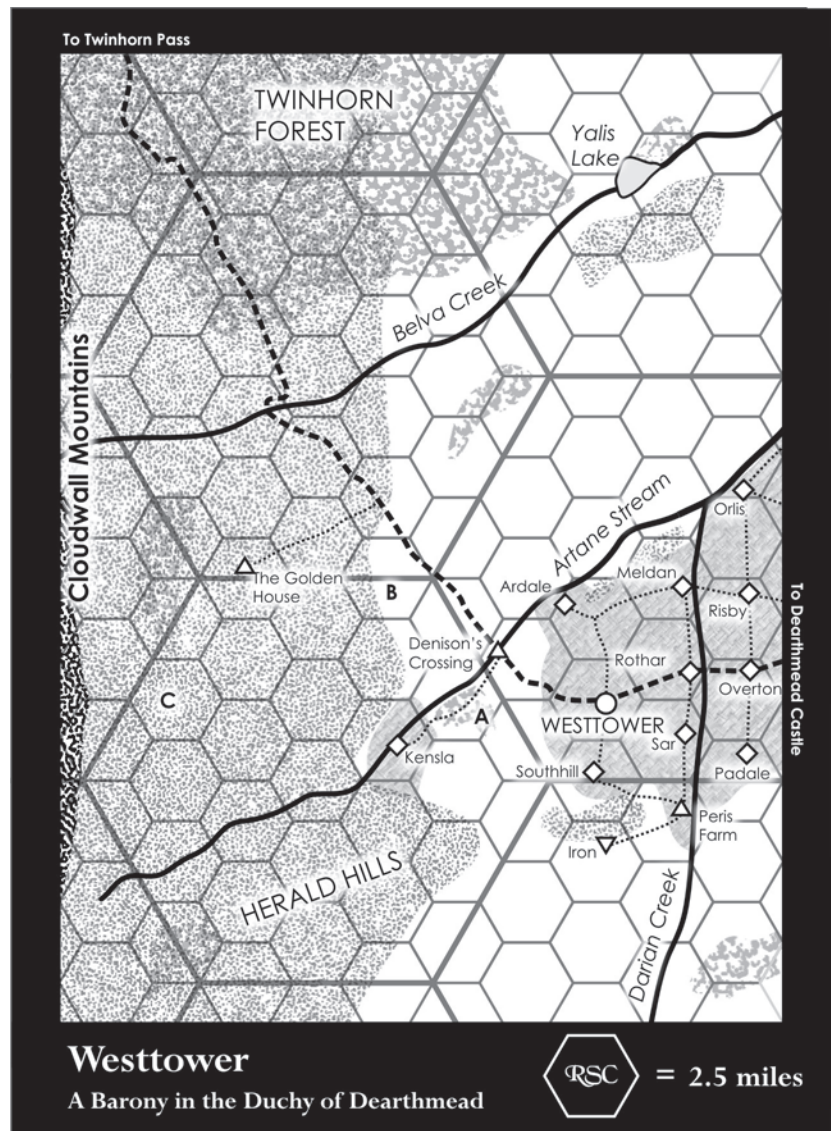 To Twinhorn Pass
TWINHORN
FOREST
Yalis
Lake
Belva Creek
Cloudwall Mountains
Artane Stream
Orlis
The Golden
House
B
Ardale
Meldan
Risby
To Dearthmead Castle
Denison's
Crossing
Rothar
Overton
C
A
WESTTOWER
Kensla
Sar
Southhill
Padale
Peris
Farm
Iron
HERALD HILLS
Darian Creek
Westtower
A Barony in the Duchy of Dearthmead
RSC
= 2.5 miles